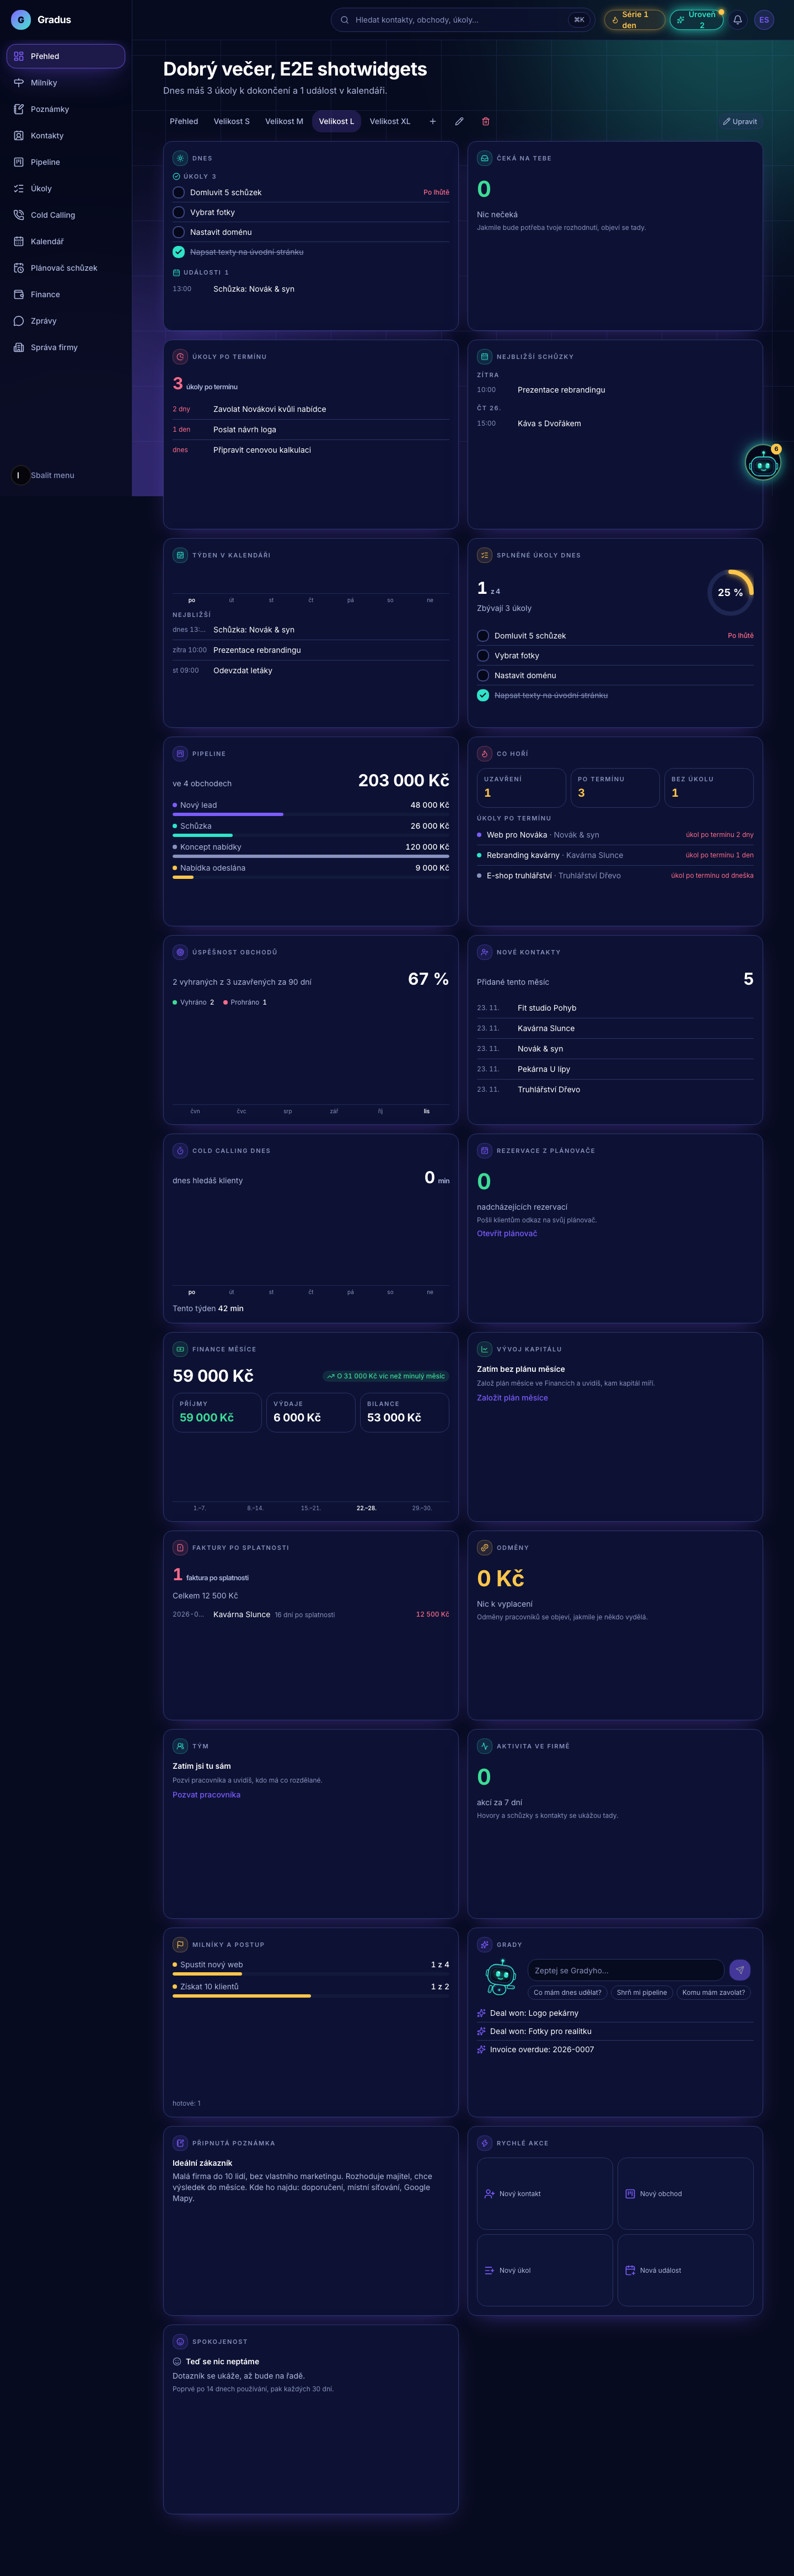 G Gradus
Hledat kontakty, obchody, úkoly...
⌘K
Série 1 den
Úroveň 2
ES
Přehled
Milníky
Poznámky
Kontakty
Pipeline
Úkoly
Cold Calling
Kalendář
Plánovač schůzek
Finance
Zprávy
Správa firmy
Sbalit menu
Dobrý večer, E2E shotwidgets
Dnes máš 3 úkoly k dokončení a 1 událost v kalendáři.
Přehled Velikost S Velikost M Velikost L Velikost XL
Upravit
DNES
ÚKOLY 3
Domluvit 5 schůzek Po lhůtě
Vybrat fotky
Nastavit doménu
Napsat texty na úvodní stránku
UDÁLOSTI 1
13:00 Schůzka: Novák & syn
ČEKÁ NA TEBE
0
Nic nečeká
Jakmile bude potřeba tvoje rozhodnutí, objeví se tady.
ÚKOLY PO TERMÍNU
3 úkoly po termínu
2 dny Zavolat Novákovi kvůli nabídce
1 den Poslat návrh loga
dnes Připravit cenovou kalkulaci
NEJBLIŽŠÍ SCHŮZKY
ZÍTRA
10:00 Prezentace rebrandingu
ČT 26.
15:00 Káva s Dvořákem
6
TÝDEN V KALENDÁŘI
po út st čt pá so ne
NEJBLIŽŠÍ
dnes 13:... Schůzka: Novák & syn
zítra 10:00 Prezentace rebrandingu
st 09:00 Odevzdat letáky
SPLNĚNÉ ÚKOLY DNES
1 z 4
Zbývají 3 úkoly
25 %
Domluvit 5 schůzek Po lhůtě
Vybrat fotky
Nastavit doménu
Napsat texty na úvodní stránku
PIPELINE
ve 4 obchodech 203 000 Kč
Nový lead 48 000 Kč
Schůzka 26 000 Kč
Koncept nabídky 120 000 Kč
Nabídka odeslána 9 000 Kč
CO HOŘÍ
UZAVŘENÍ PO TERMÍNU BEZ ÚKOLU
1 3 1
ÚKOLY PO TERMÍNU
Web pro Nováka · Novák & syn úkol po termínu 2 dny
Rebranding kavárny · Kavárna Slunce úkol po termínu 1 den
E-shop truhlářství · Truhlářství Dřevo úkol po termínu od dneška
ÚSPĚŠNOST OBCHODŮ
2 vyhraných z 3 uzavřených za 90 dní 67 %
Vyhráno 2 Prohráno 1
čvn čvc srp zář říj lis
NOVÉ KONTAKTY
Přidané tento měsíc 5
23. 11. Fit studio Pohyb
23. 11. Kavárna Slunce
23. 11. Novák & syn
23. 11. Pekárna U lípy
23. 11. Truhlářství Dřevo
COLD CALLING DNES
dnes hledáš klienty 0 min
po út st čt pá so ne
Tento týden 42 min
REZERVACE Z PLÁNOVAČE
0
nadcházejících rezervací
Pošli klientům odkaz na svůj plánovač.
Otevřít plánovač
FINANCE MĚSÍCE
59 000 Kč
O 31 000 Kč víc než minulý měsíc
PŘÍJMY VÝDAJE BILANCE
59 000 Kč 6 000 Kč 53 000 Kč
1.–7. 8.–14. 15.–21. 22.–28. 29.–30.
VÝVOJ KAPITÁLU
Zatím bez plánu měsíce
Založ plán měsíce ve Financích a uvidíš, kam kapitál míří.
Založit plán měsíce
FAKTURY PO SPLATNOSTI
1 faktura po splatnosti
Celkem 12 500 Kč
2026-0... Kavárna Slunce 16 dní po splatnosti 12 500 Kč
ODMĚNY
0 Kč
Nic k vyplacení
Odměny pracovníků se objeví, jakmile je někdo vydělá.
TÝM
Zatím jsi tu sám
Pozvi pracovníka a uvidíš, kdo má co rozdělané.
Pozvat pracovníka
AKTIVITA VE FIRMĚ
0
akcí za 7 dní
Hovory a schůzky s kontakty se ukážou tady.
MILNÍKY A POSTUP
Spustit nový web 1 z 4
Získat 10 klientů 1 z 2
hotové: 1
GRADY
Zeptej se Gradyho...
Co mám dnes udělat? Shrň mi pipeline Komu mám zavolat?
Deal won: Logo pekárny
Deal won: Fotky pro realitku
Invoice overdue: 2026-0007
PŘIPNUTÁ POZNÁMKA
Ideální zákazník
Malá firma do 10 lidí, bez vlastního marketingu. Rozhoduje majitel, chce
výsledek do měsíce. Kde ho najdu: doporučení, místní síťování, Google
Mapy.
RYCHLÉ AKCE
Nový kontakt
Nový obchod
Nový úkol
Nová událost
SPOKOJENOST
Teď se nic neptáme
Dotazník se ukáže, až bude na řadě.
Poprvé po 14 dnech používání, pak každých 30 dní.